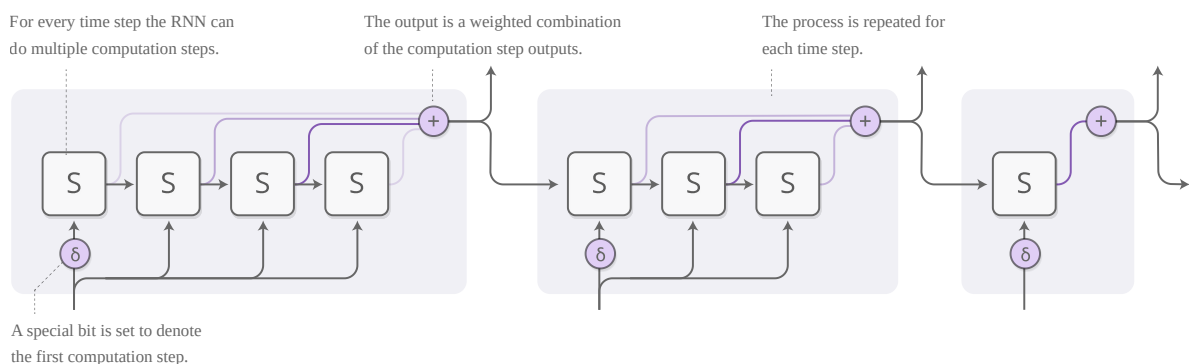 For every time step the RNN can
do multiple computation steps.
The output is a weighted combination
of the computation step outputs.
The process is repeated for
each time step.
+
+
+
S
S
S
S
S
S
S
S
δ
δ
δ
A special bit is set to denote
the first computation step.